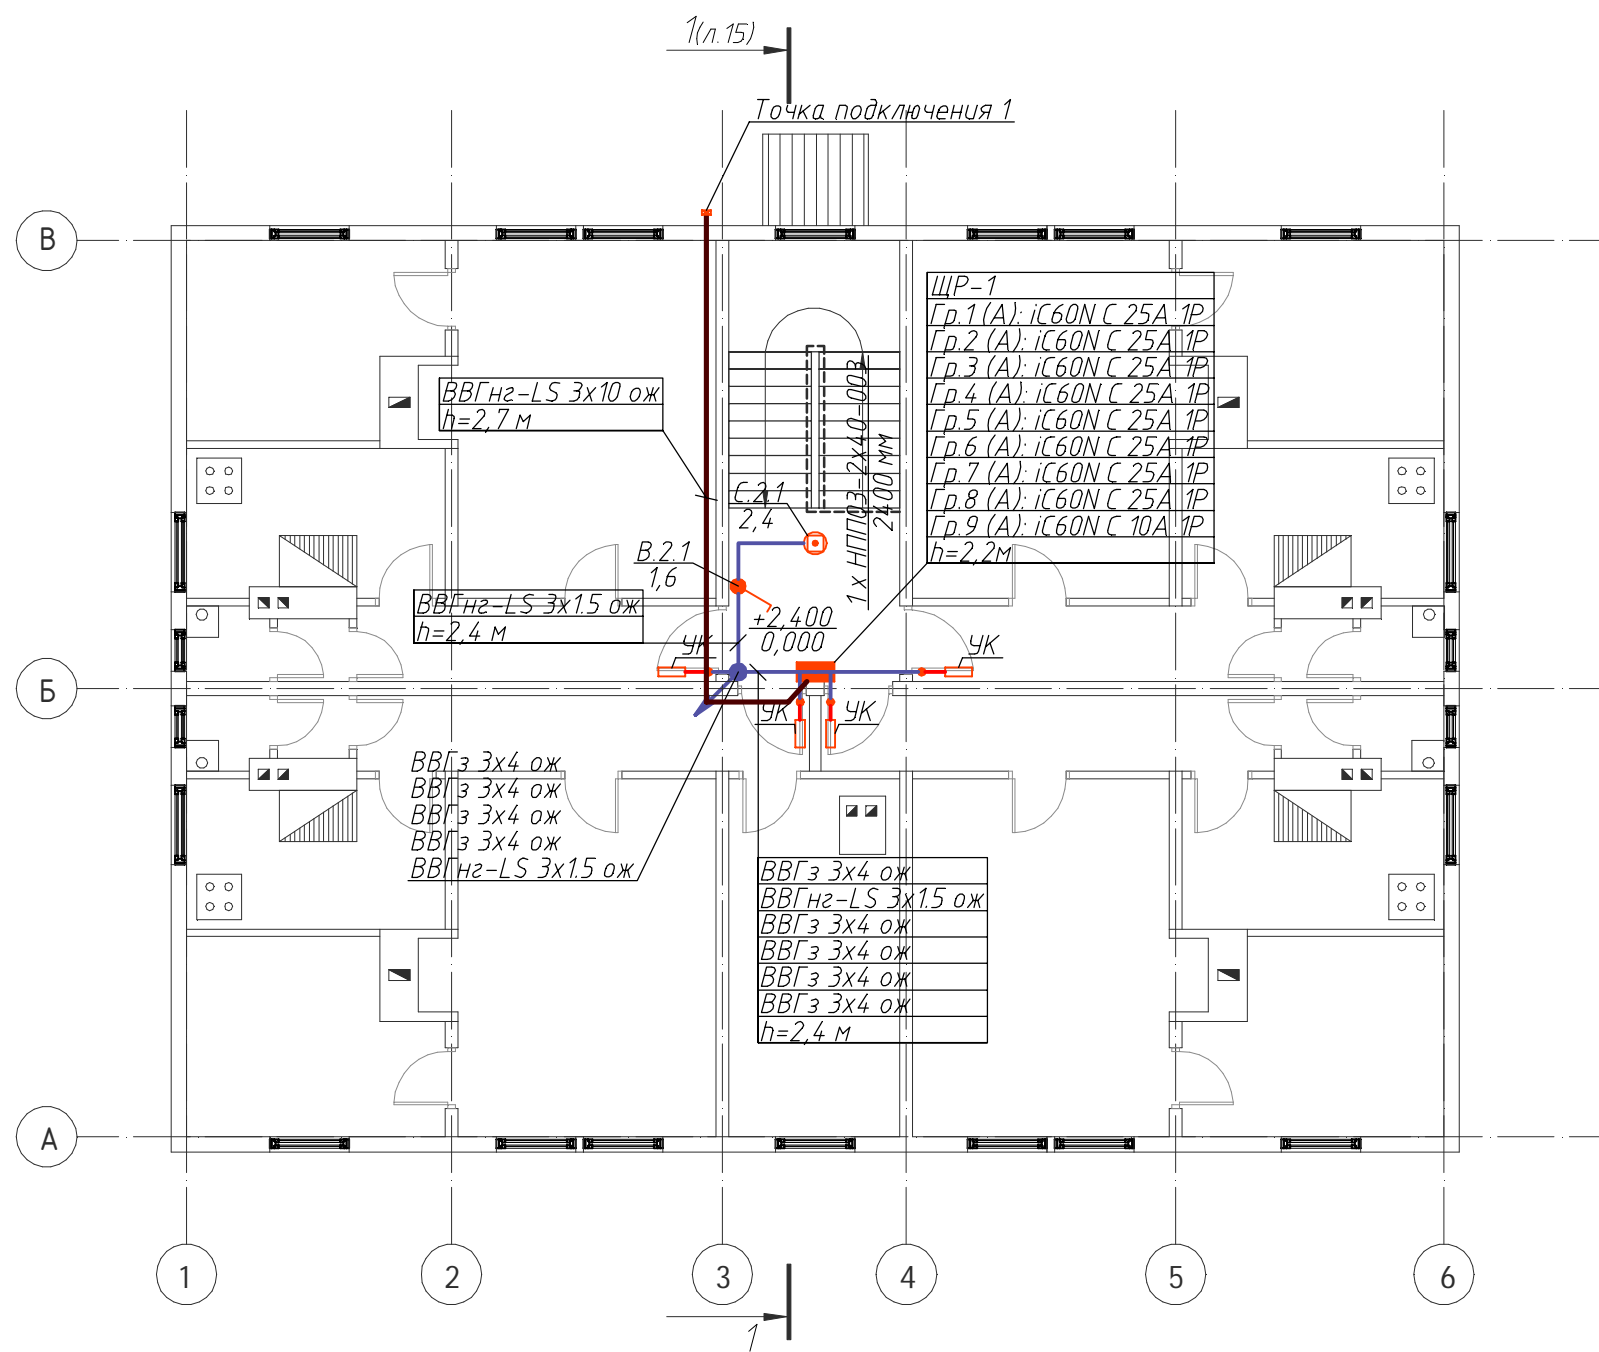 1(л.15)
Точка подключения 1
В
ЩР-1
Гр.1 (А): iC60N C 25A 1P
Гр.2 (А): iC60N C 25A 1P
Гр.3 (А): iC60N C 25A 1P
Гр.4 (А): iC60N C 25A 1P
Гр.5 (А): iC60N C 25A 1P
Гр.6 (А): iC60N C 25A 1P
Гр.7 (А): iC60N C 25A 1P
Гр.8 (А): iC60N C 25A 1P
Гр.9 (А): iC60N C 10A 1P
h=2,2м
ВВГнг-LS 3х10 ож
h=2,7 м
1 х НПП03-2х40-003
2400 мм
С.2.1
2,4
В.2.1
1,6
ВВГнг-LS 3х1.5 ож
h=2,4 м
+2,400
0,000
УК
УК
Б
УК
УК
ВВГз 3х4 ож
ВВГз 3х4 ож
ВВГз 3х4 ож
ВВГз 3х4 ож
ВВГнг-LS 3х1.5 ож
ВВГз 3х4 ож
ВВГнг-LS 3х1.5 ож
ВВГз 3х4 ож
ВВГз 3х4 ож
ВВГз 3х4 ож
ВВГз 3х4 ож
h=2,4 м
А
1
2
3
4
5
6
1